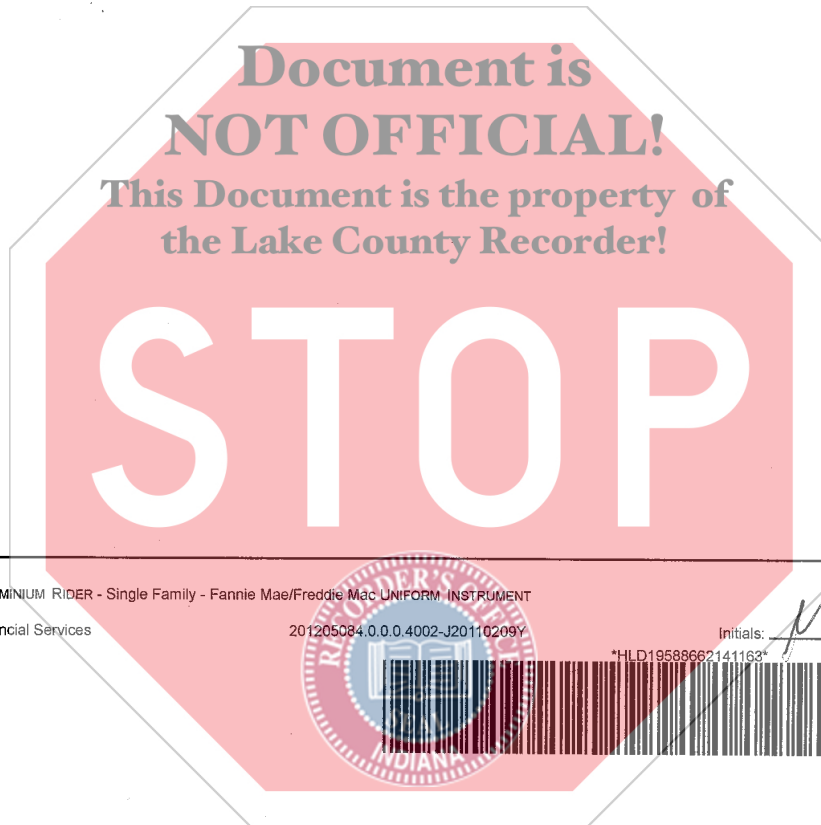 Document is
NOT OFFICIAL!
This Document is the property of
the Lake County Recorder!
STOP
MINIUM RIDER - Single Family - Fannie Mae/Freddie Mac UNIFORM INSTRUMENT
ncial Services 201205084.0.0.0.4002-J20110209Y Initials:
*HLD19588662141163*
RECORDER'S OFFICE
SEAL
INDIANA